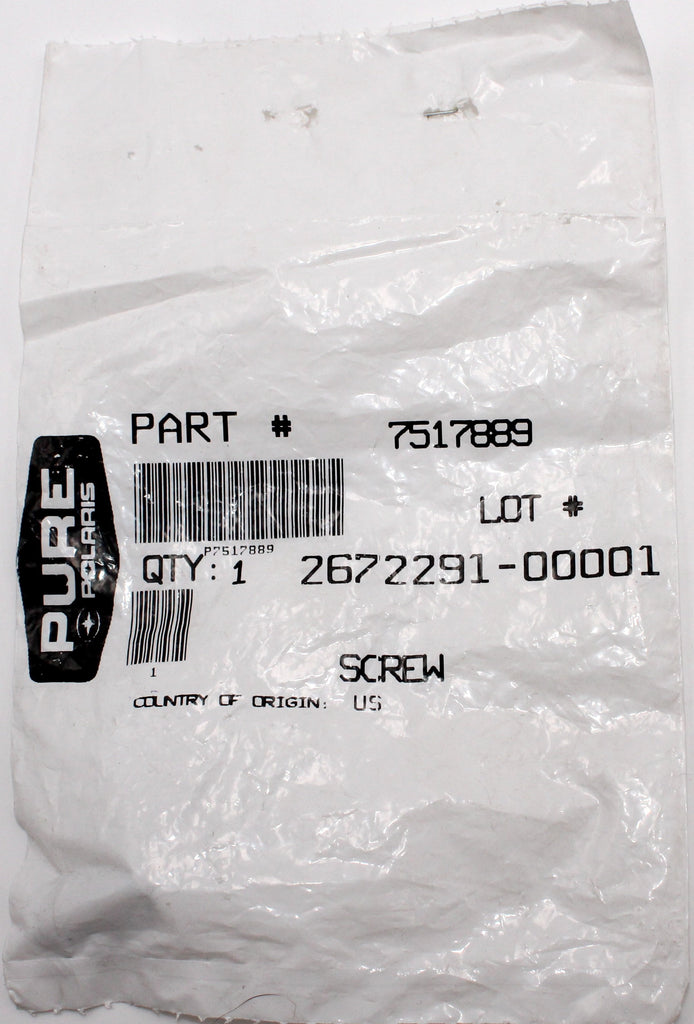 PURE
POLARIS
PART # 7517889
P7517889
LOT #
QTY: 1 2672291-00001
1
SCREW
COUNTRY OF ORIGIN: US